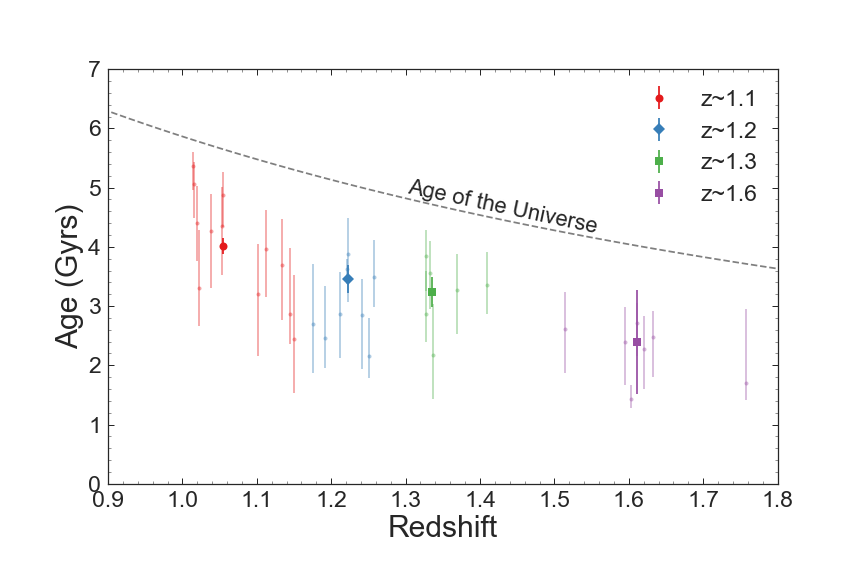 7
6
5
4
3
2
1
0
Age (Gyrs)
z~1.1
z~1.2
z~1.3
z~1.6
Age of the Universe
0.9 1.0 1.1 1.2 1.3 1.4 1.5 1.6 1.7 1.8
Redshift